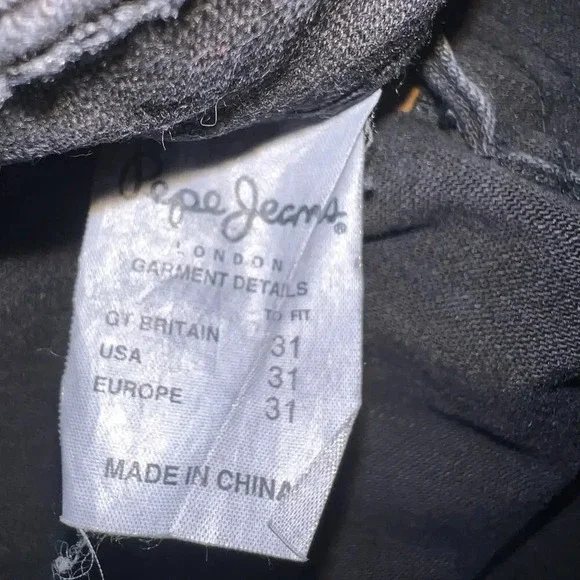 Pepe Jeans®
LONDON
GARMENT DETAILS
TO FIT
GT BRITAIN 31
USA 31
EUROPE 31
MADE IN CHINA